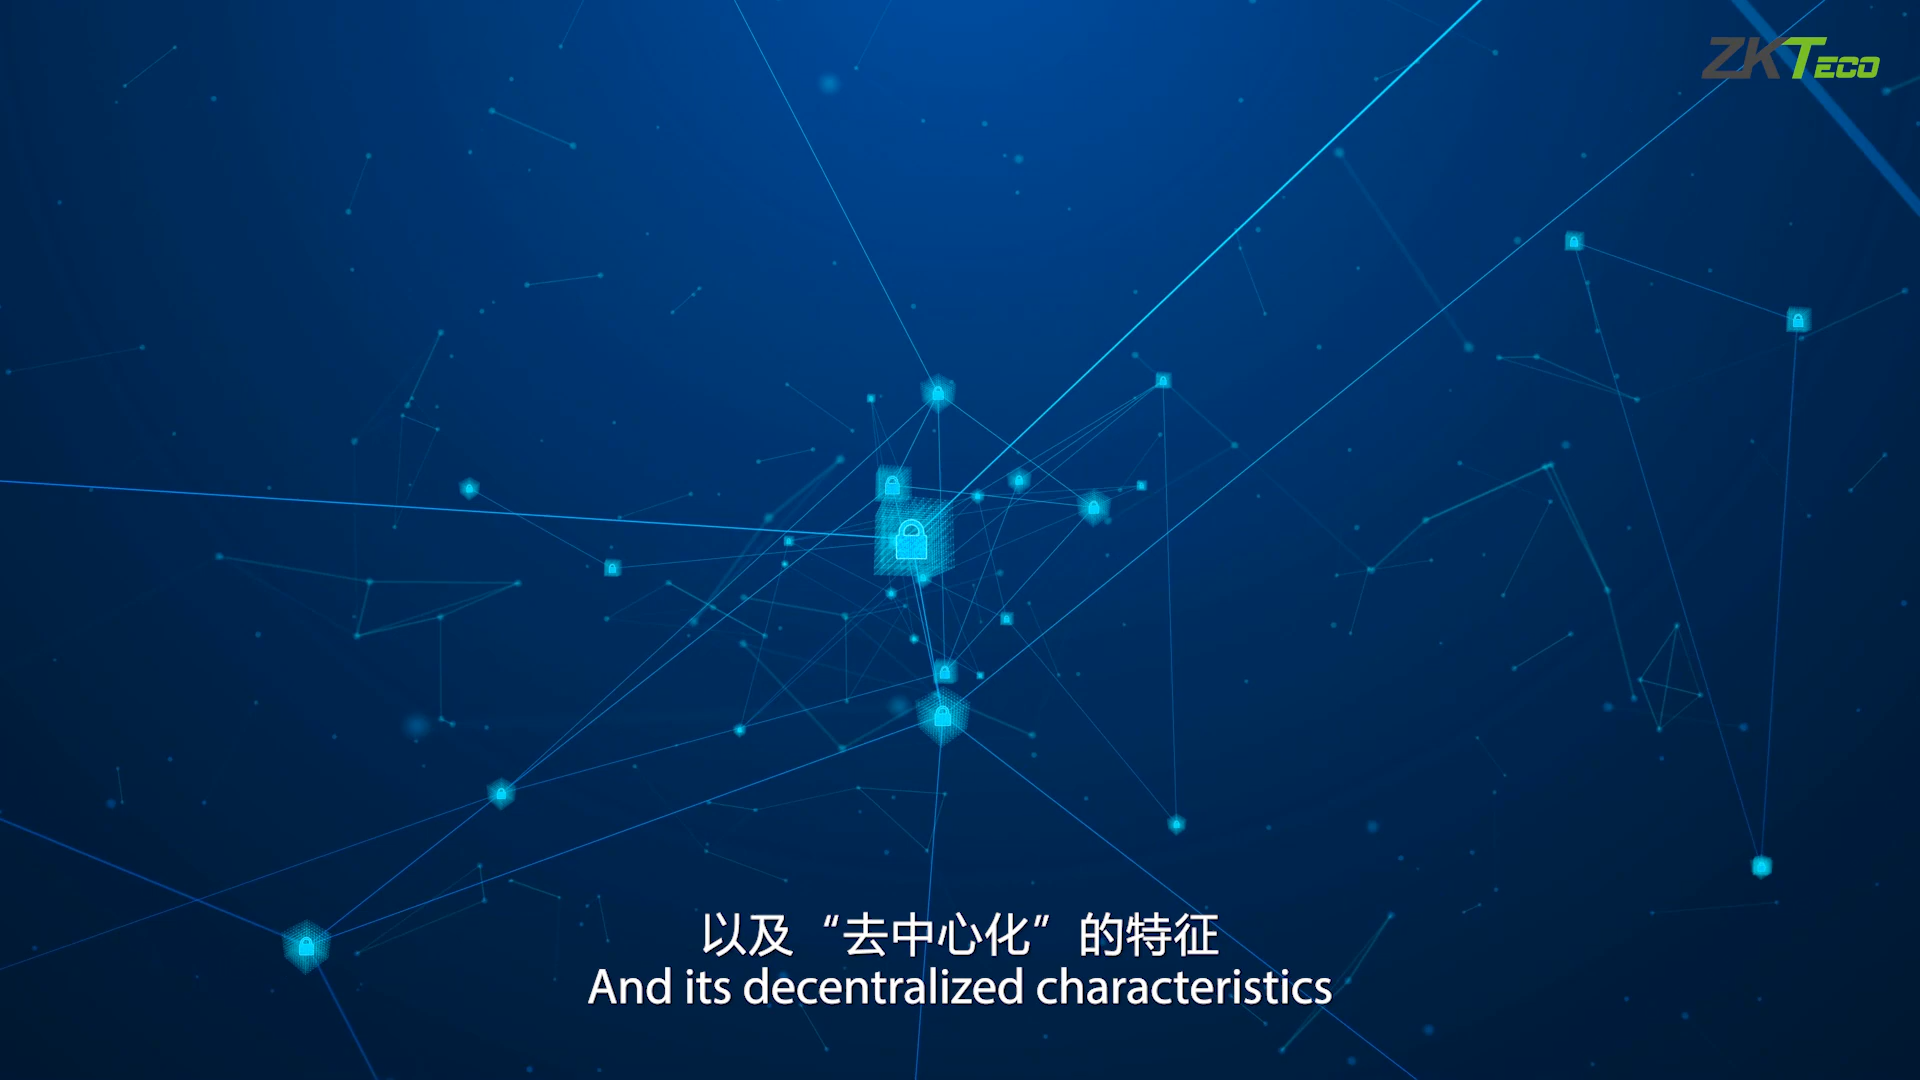 ZKTeco
以及“去中心化”的特征
And its decentralized characteristics